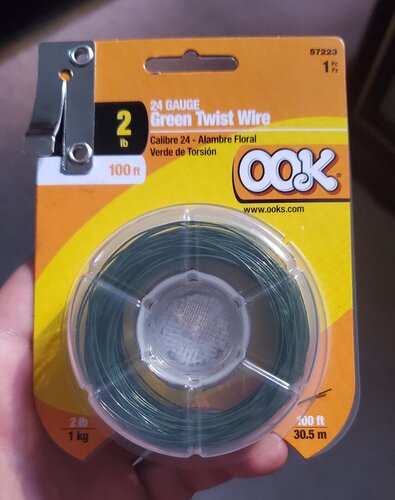 57223
1 Pc
Pz
24 GAUGE
Green Twist Wire
2
lb
Calibre 24 - Alambre Floral
Verde de Torsión
100 ft
OOK®
www.ooks.com
2 lb
1 kg
100 ft
30.5 m